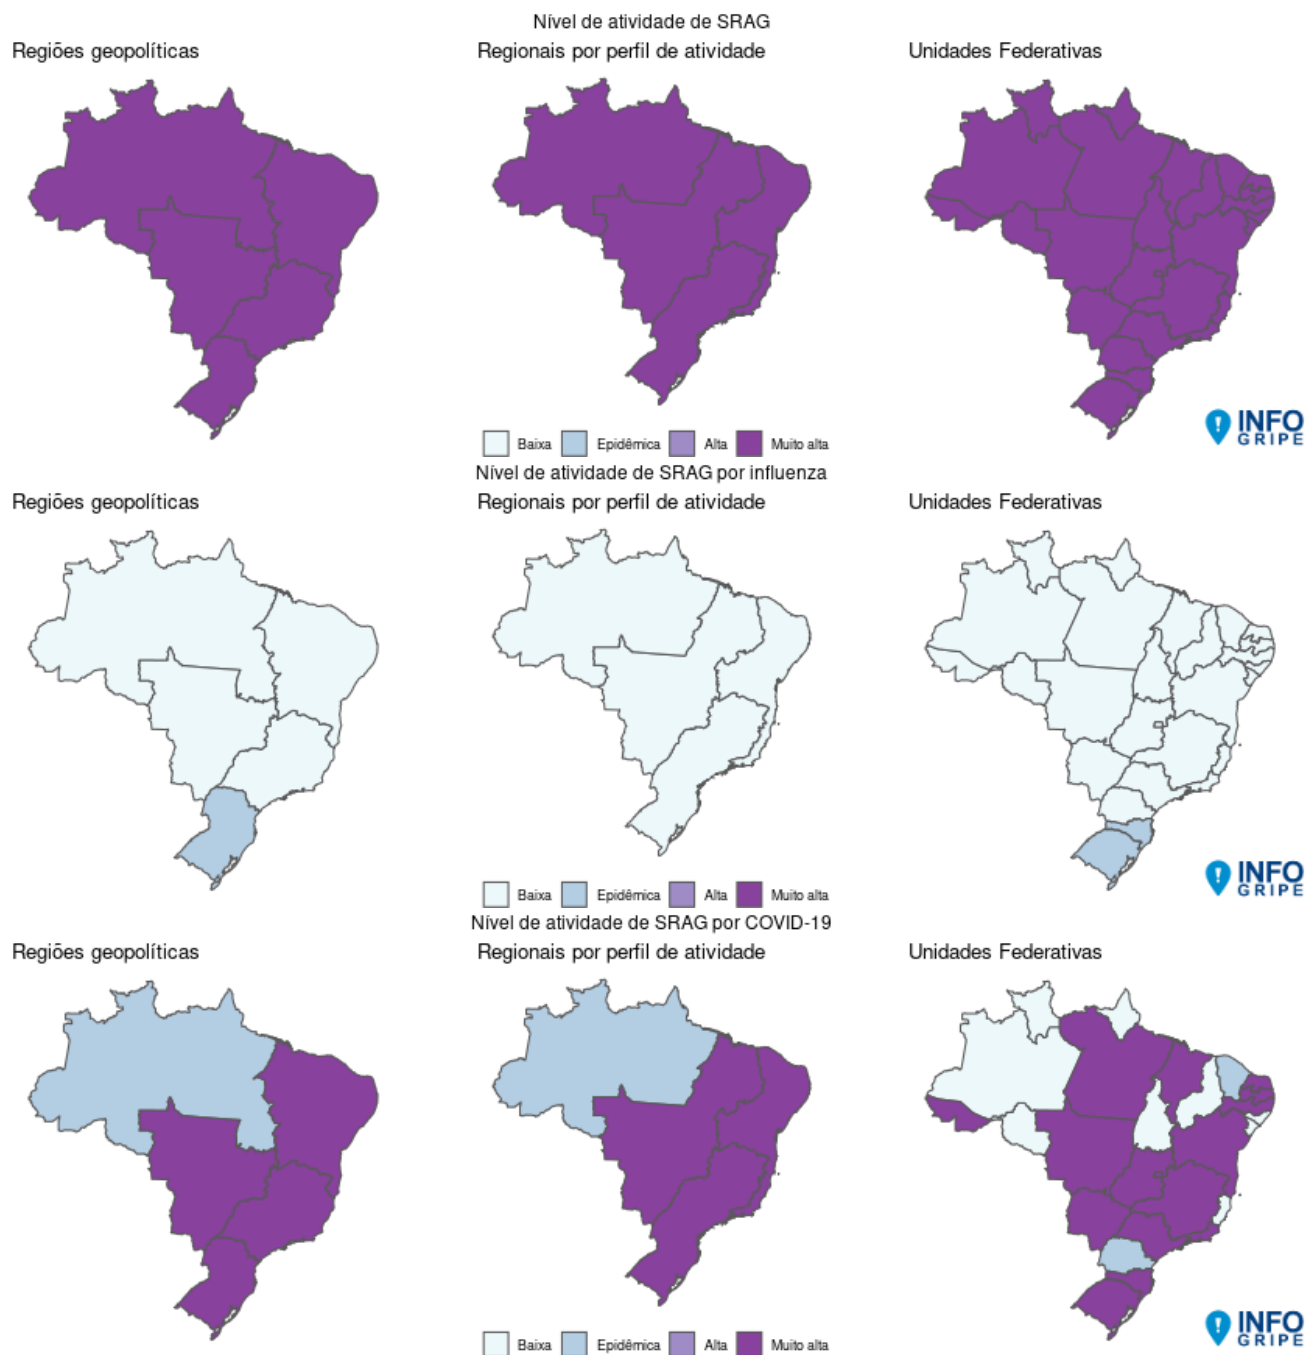 Nível de atividade de SRAG
Regiões geopolíticas
Regionais por perfil de atividade
Unidades Federativas
Baixa
Epidêmica
Alta
Muito alta
INFO
GRIPE
Nível de atividade de SRAG por influenza
Regiões geopolíticas
Regionais por perfil de atividade
Unidades Federativas
Baixa
Epidêmica
Alta
Muito alta
INFO
GRIPE
Nível de atividade de SRAG por COVID-19
Regiões geopolíticas
Regionais por perfil de atividade
Unidades Federativas
Baixa
Epidêmica
Alta
Muito alta
INFO
GRIPE